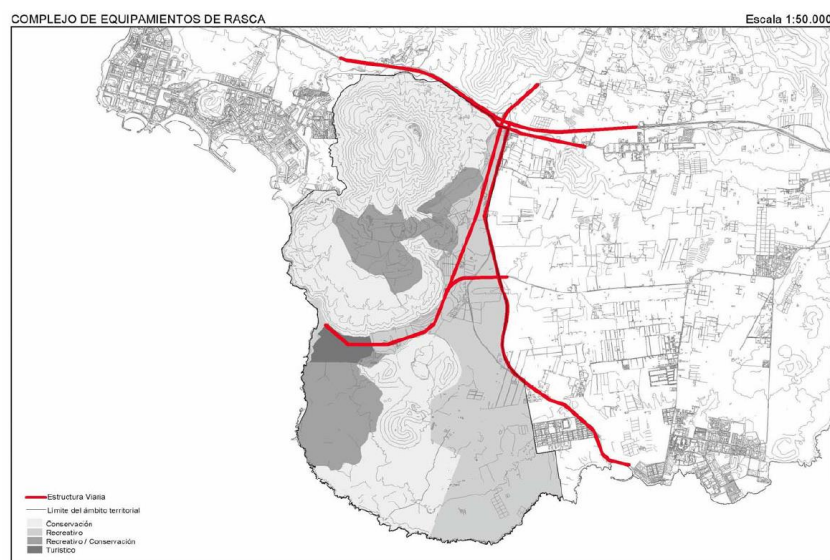 COMPLEJO DE EQUIPAMIENTOS DE RASCA
Escala 1:50.000
Estructura Viaria
Límite del ámbito territorial
Conservación
Recreativo
Recreativo / Conservación
Turístico